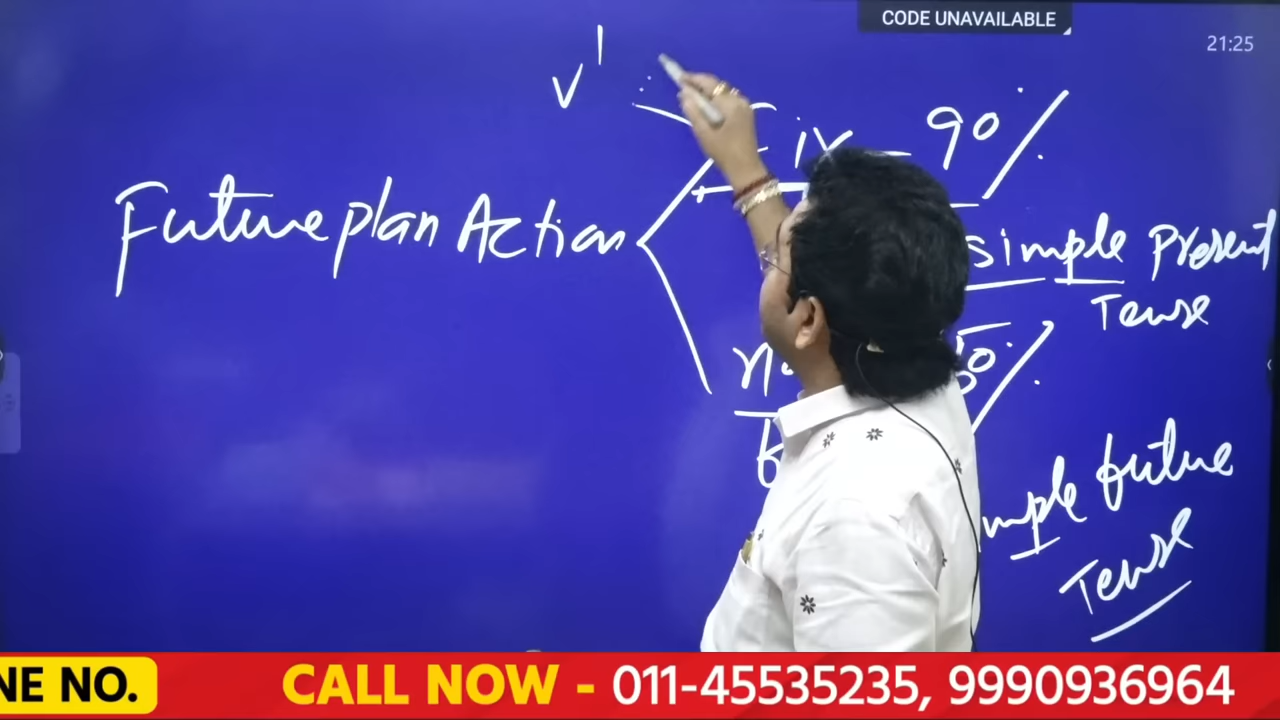 CODE UNAVAILABLE
21:25
V1
90%
Future plan Action
simple Present
Tense
future
Tense
NE NO.
CALL NOW - 011-45535235, 9990936964